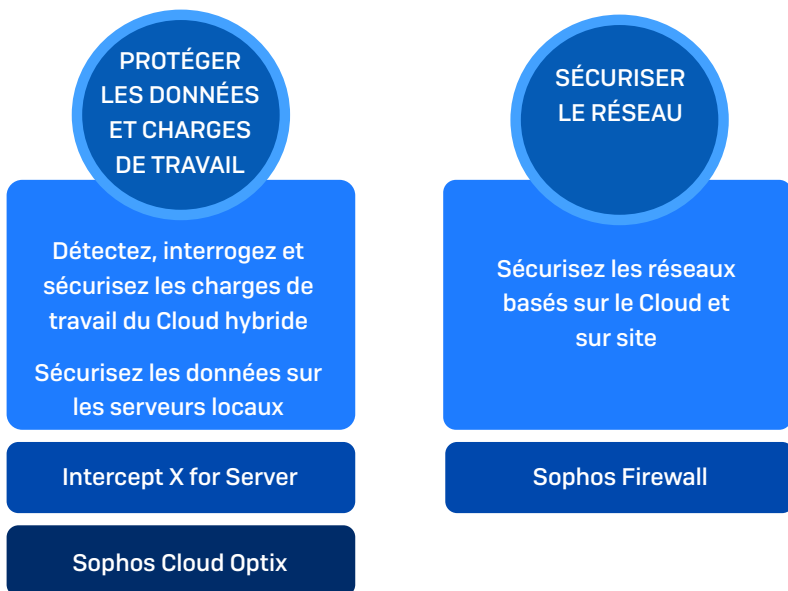 PROTÉGER
LES DONNÉES
ET CHARGES
DE TRAVAIL
Détectez, interrogez et
sécurisez les charges de
travail du Cloud hybride
Sécurisez les données sur
les serveurs locaux
Intercept X for Server
Sophos Cloud Optix
SÉCURISER
LE RÉSEAU
Sécurisez les réseaux
basés sur le Cloud et
sur site
Sophos Firewall